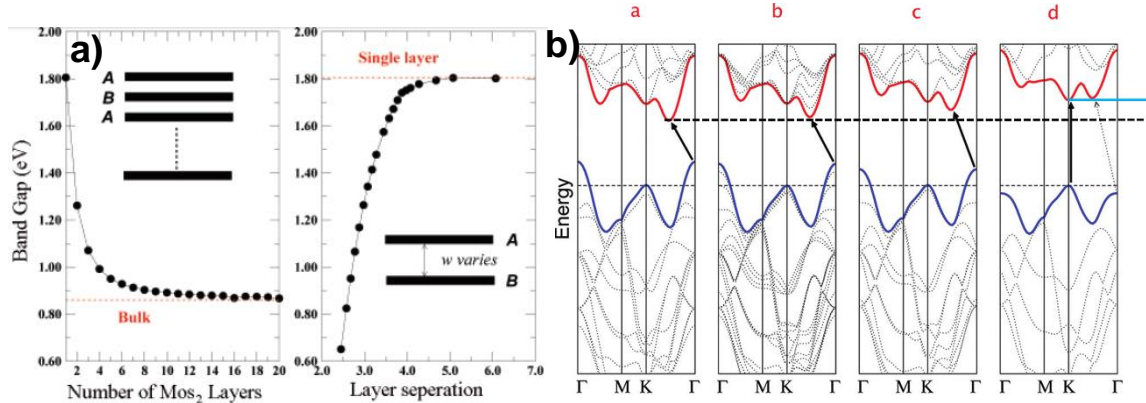 a)
2.00
1.80
1.60
1.40
1.20
1.00
0.80
0.60
1 2 4 6 8 10 12 14 16 18 20
Band Gap (eV)
Number of Mos2 Layers
A
B
A
Bulk
2.00
1.80
1.60
1.40
1.20
1.00
0.80
0.60
2.0 3.0 4.0 5.0 6.0 7.0
Layer seperation
Single layer
A
w varies
B
b)
a b c d
Energy
Γ M K Γ Γ M K Γ Γ M K Γ Γ M K Γ